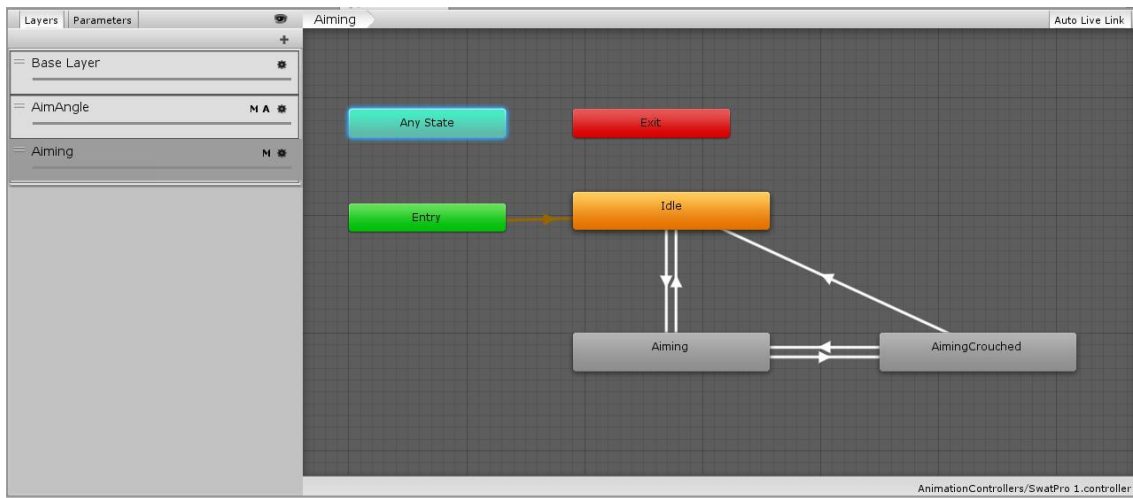 Layers Parameters
Aiming
Auto Live Link
+
Base Layer
AimAngle M A
Aiming M
Any State
Exit
Entry
Idle
Aiming
AimingCrouched
AnimationControllers/SwatPro 1.controller